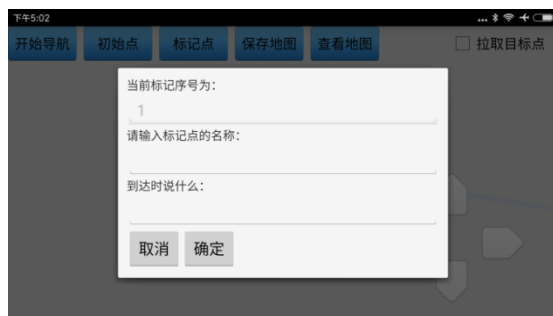 下午5:02 ...
开始导航 初始点 标记点 保存地图 查看地图 拉取目标点
当前标记序号为:
1
请输入标记点的名称:
到达时说什么:
取消 确定